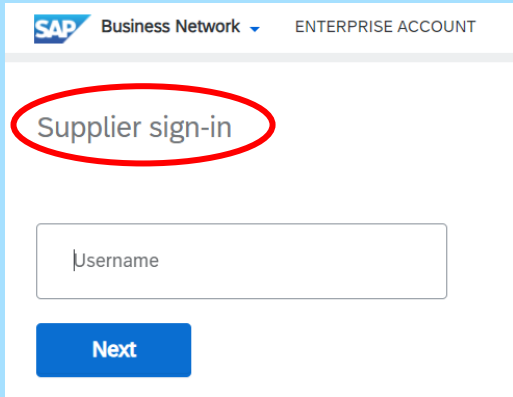 SAP Business Network ENTERPRISE ACCOUNT
Supplier sign-in
Username
Next